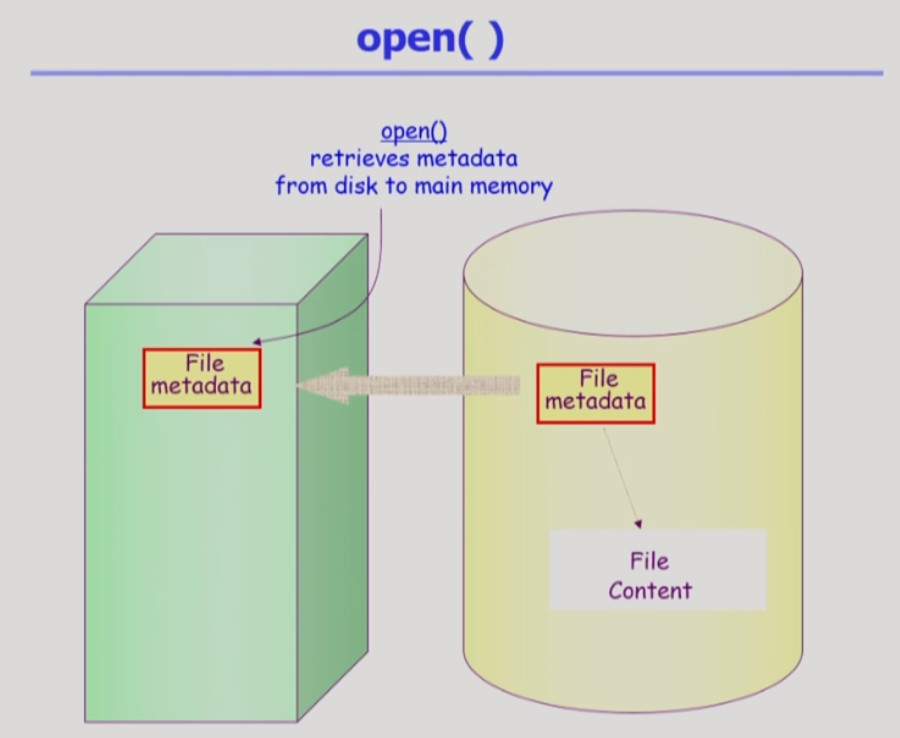 open( )
open()
retrieves metadata
from disk to main memory
File
metadata
File
metadata
File
Content